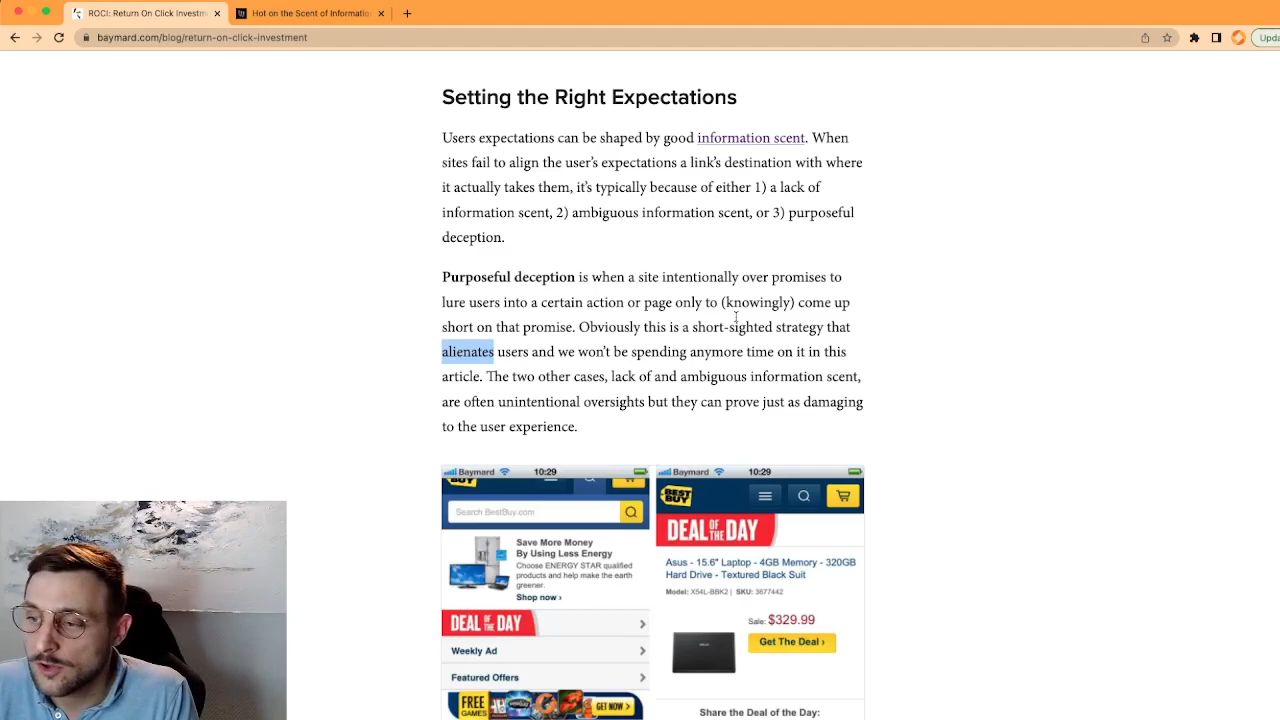 ROCI: Return On Click Investm
Hot on the Scent of Informatio
baymard.com/blog/return-on-click-investment
Upda
Setting the Right Expectations
Users expectations can be shaped by good information scent. When
sites fail to align the user's expectations a link's destination with where
it actually takes them, it's typically because of either 1) a lack of
information scent, 2) ambiguous information scent, or 3) purposeful
deception.
Purposeful deception is when a site intentionally over promises to
lure users into a certain action or page only to (knowingly) come up
short on that promise. Obviously this is a short-sighted strategy that
alienates users and we won't be spending anymore time on it in this
article. The two other cases, lack of and ambiguous information scent,
are often unintentional oversights but they can prove just as damaging
to the user experience.
Baymard 10:29
BUY
Search BestBuy.com
Save More Money
By Using Less Energy
Choose ENERGY STAR qualified
products and help make the earth
greener.
Shop now ›
DEAL OF THE DAY
Weekly Ad
Featured Offers
FREE GAMES
GET NOW ›
Baymard 10:29
BEST BUY
DEAL OF THE DAY
Asus - 15.6" Laptop - 4GB Memory - 320GB
Hard Drive - Textured Black Suit
Model: X54L-BBK2 | SKU: 3677442
Sale: $329.99
Get The Deal ›
Share the Deal of the Day: